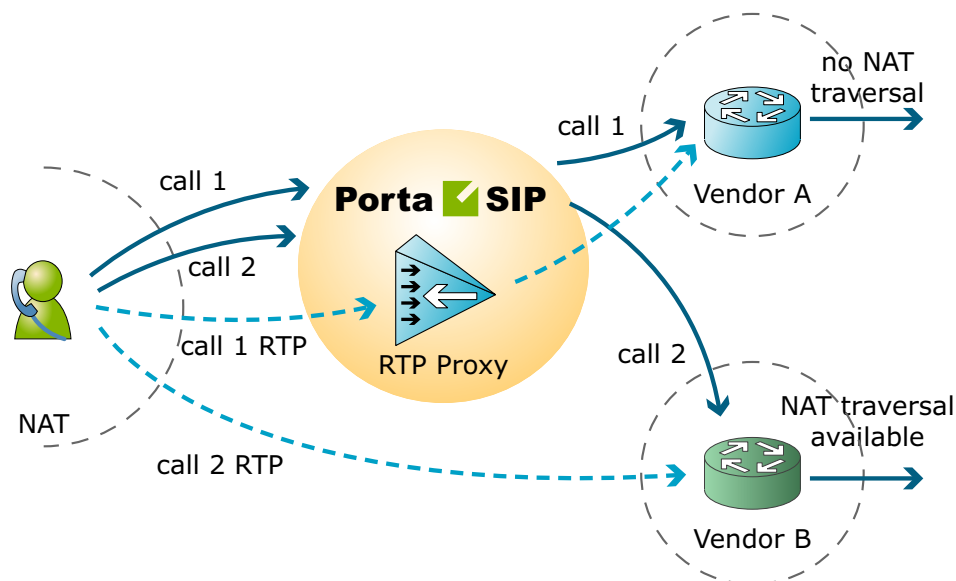 no NAT
traversal
call 1
Vendor A
call 1
Porta SIP
call 2
RTP Proxy
call 1 RTP
call 2
NAT
NAT traversal
available
call 2 RTP
Vendor B